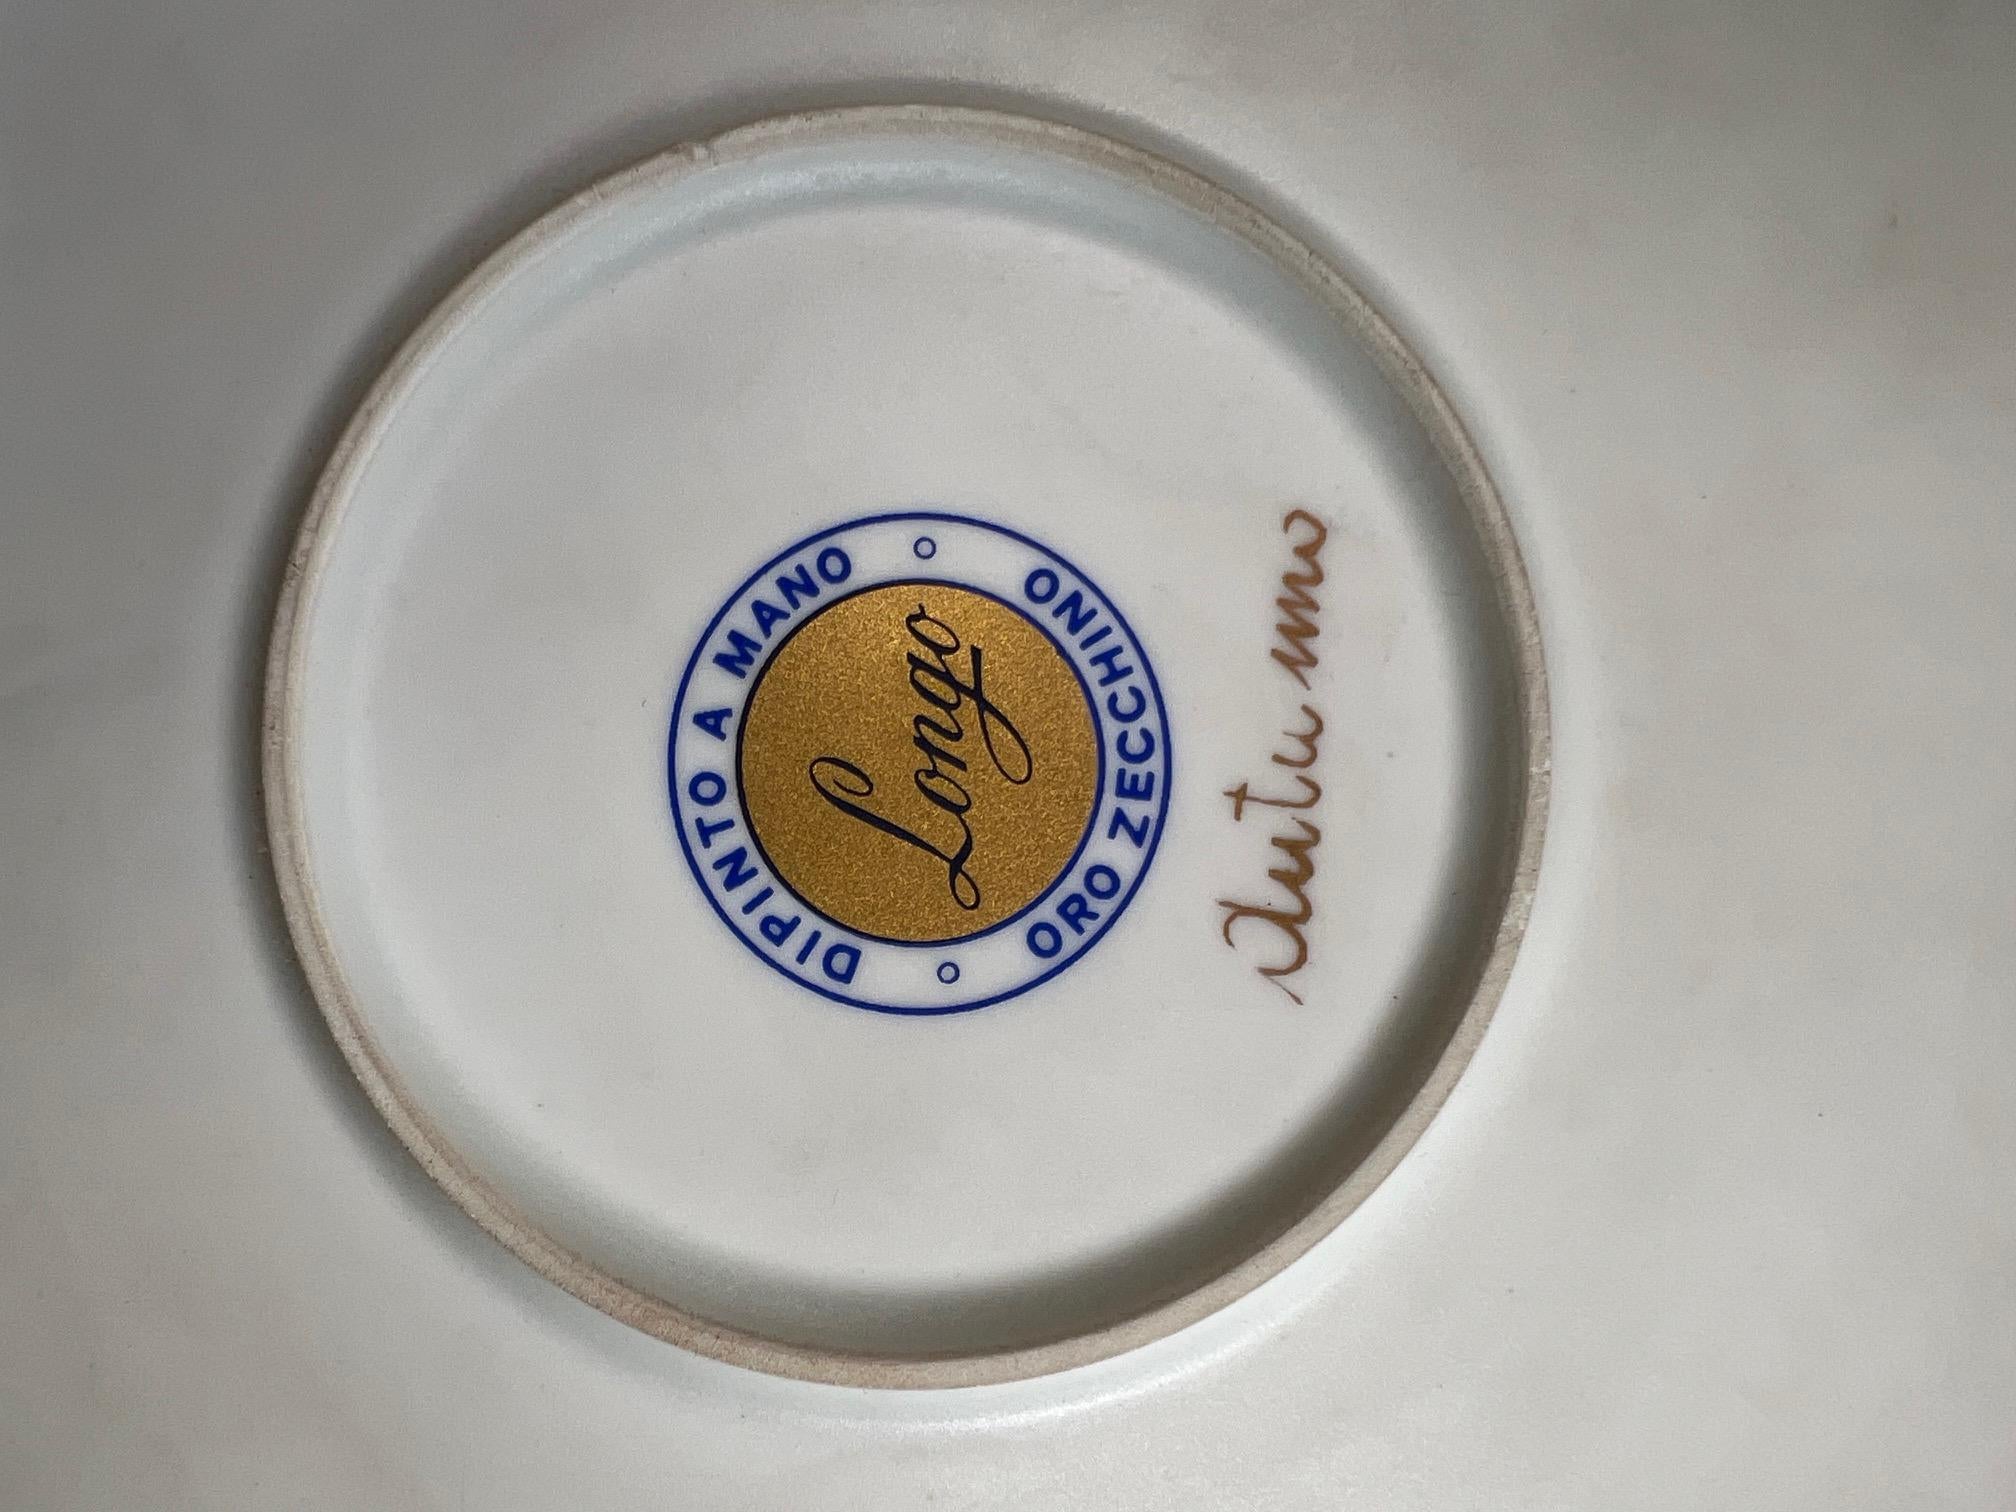 DIPINTO A MANO
Longo
ORO ZECCHINO